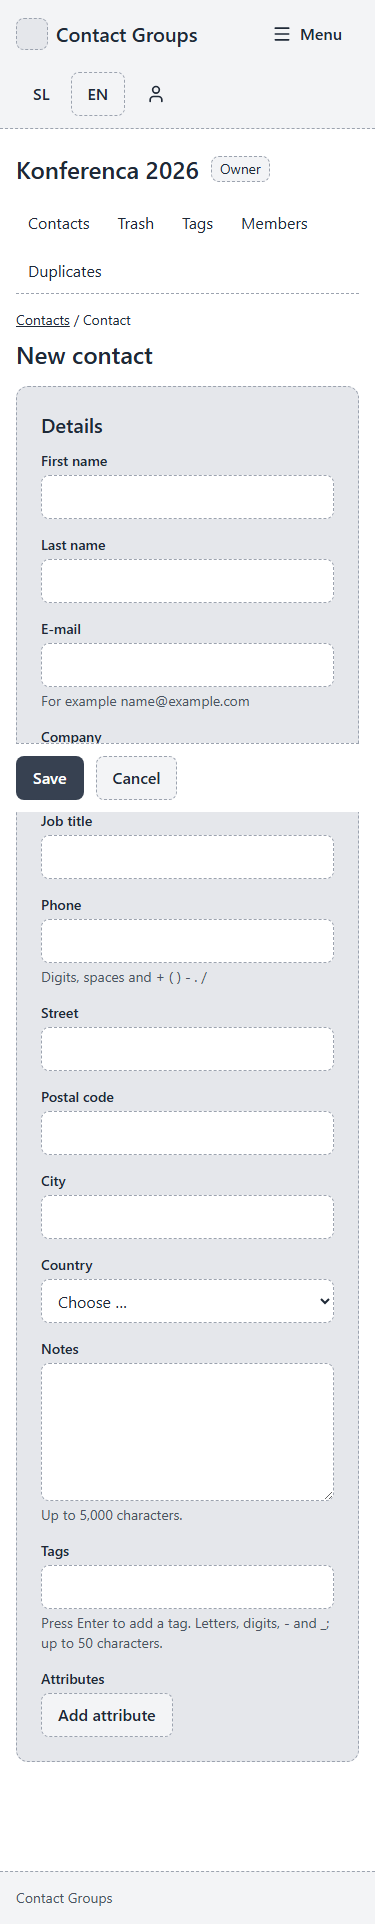 Contact Groups
Menu
SL
EN
Konferenca 2026
Owner
Contacts
Trash
Tags
Members
Duplicates
Contacts / Contact
New contact
Details
First name
Last name
E-mail
For example name@example.com
Company
Save
Cancel
Job title
Phone
Digits, spaces and + ( ) - . /
Street
Postal code
City
Country
Choose ...
Notes
Up to 5,000 characters.
Tags
Press Enter to add a tag. Letters, digits, - and _;
up to 50 characters.
Attributes
Add attribute
Contact Groups